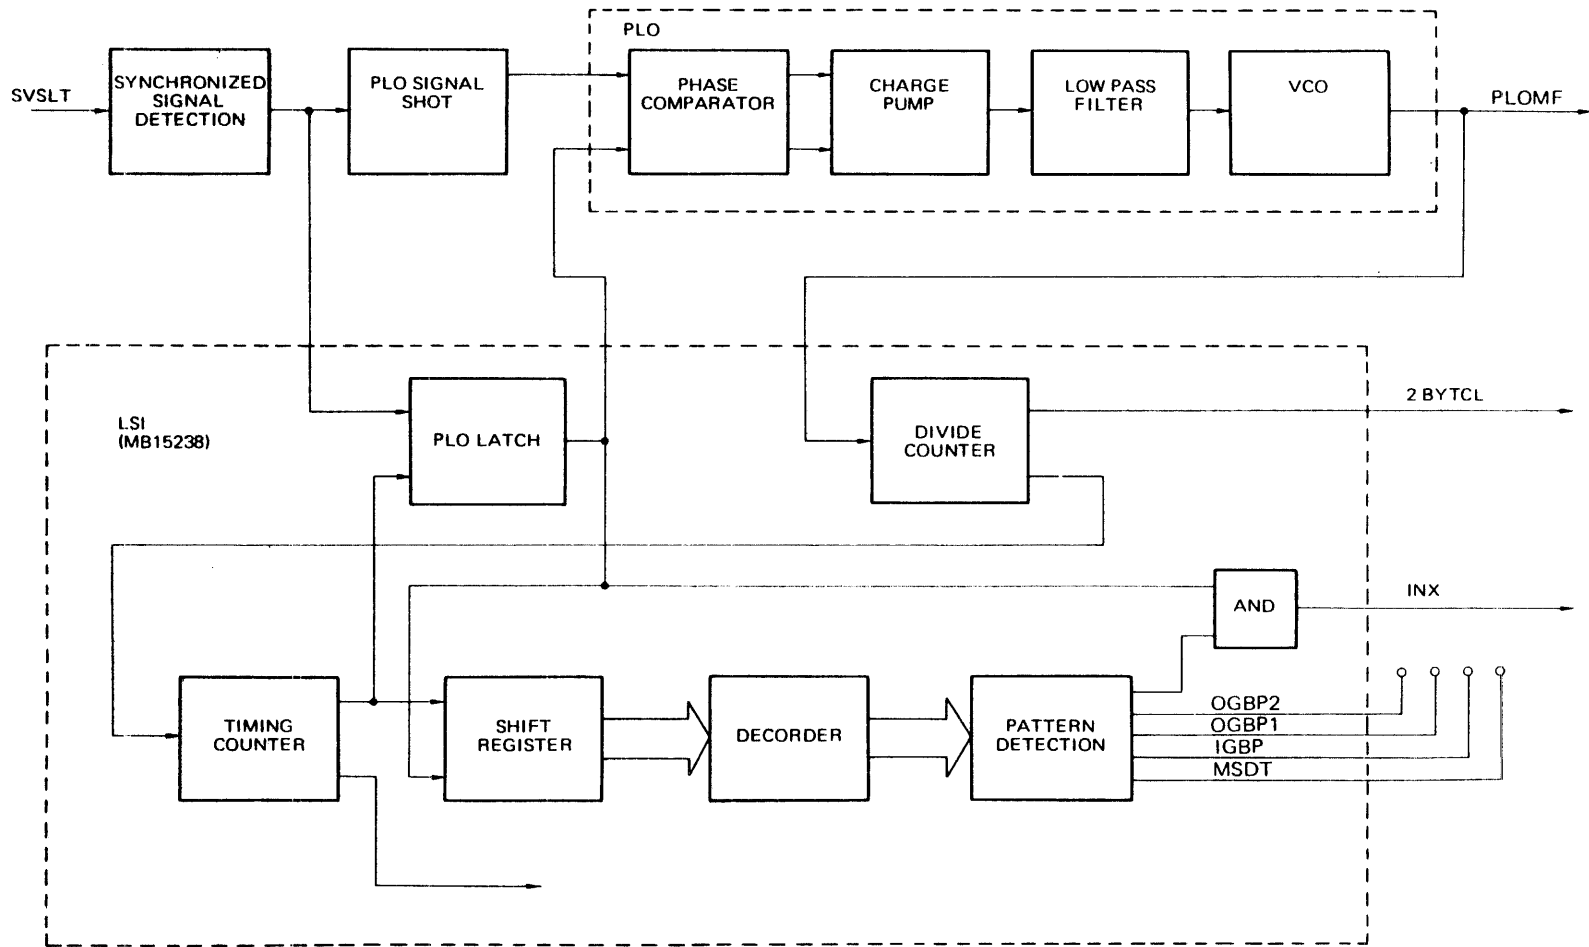 PLO
SVSLT
SYNCHRONIZED
SIGNAL
DETECTION
PLO SIGNAL
SHOT
PHASE
COMPARATOR
CHARGE
PUMP
LOW PASS
FILTER
VCO
PLOMF
LSI
(MB15238)
PLO LATCH
DIVIDE
COUNTER
2 BYTCL
AND
INX
TIMING
COUNTER
SHIFT
REGISTER
DECORDER
PATTERN
DETECTION
OGBP2
OGBP1
IGBP
MSDT